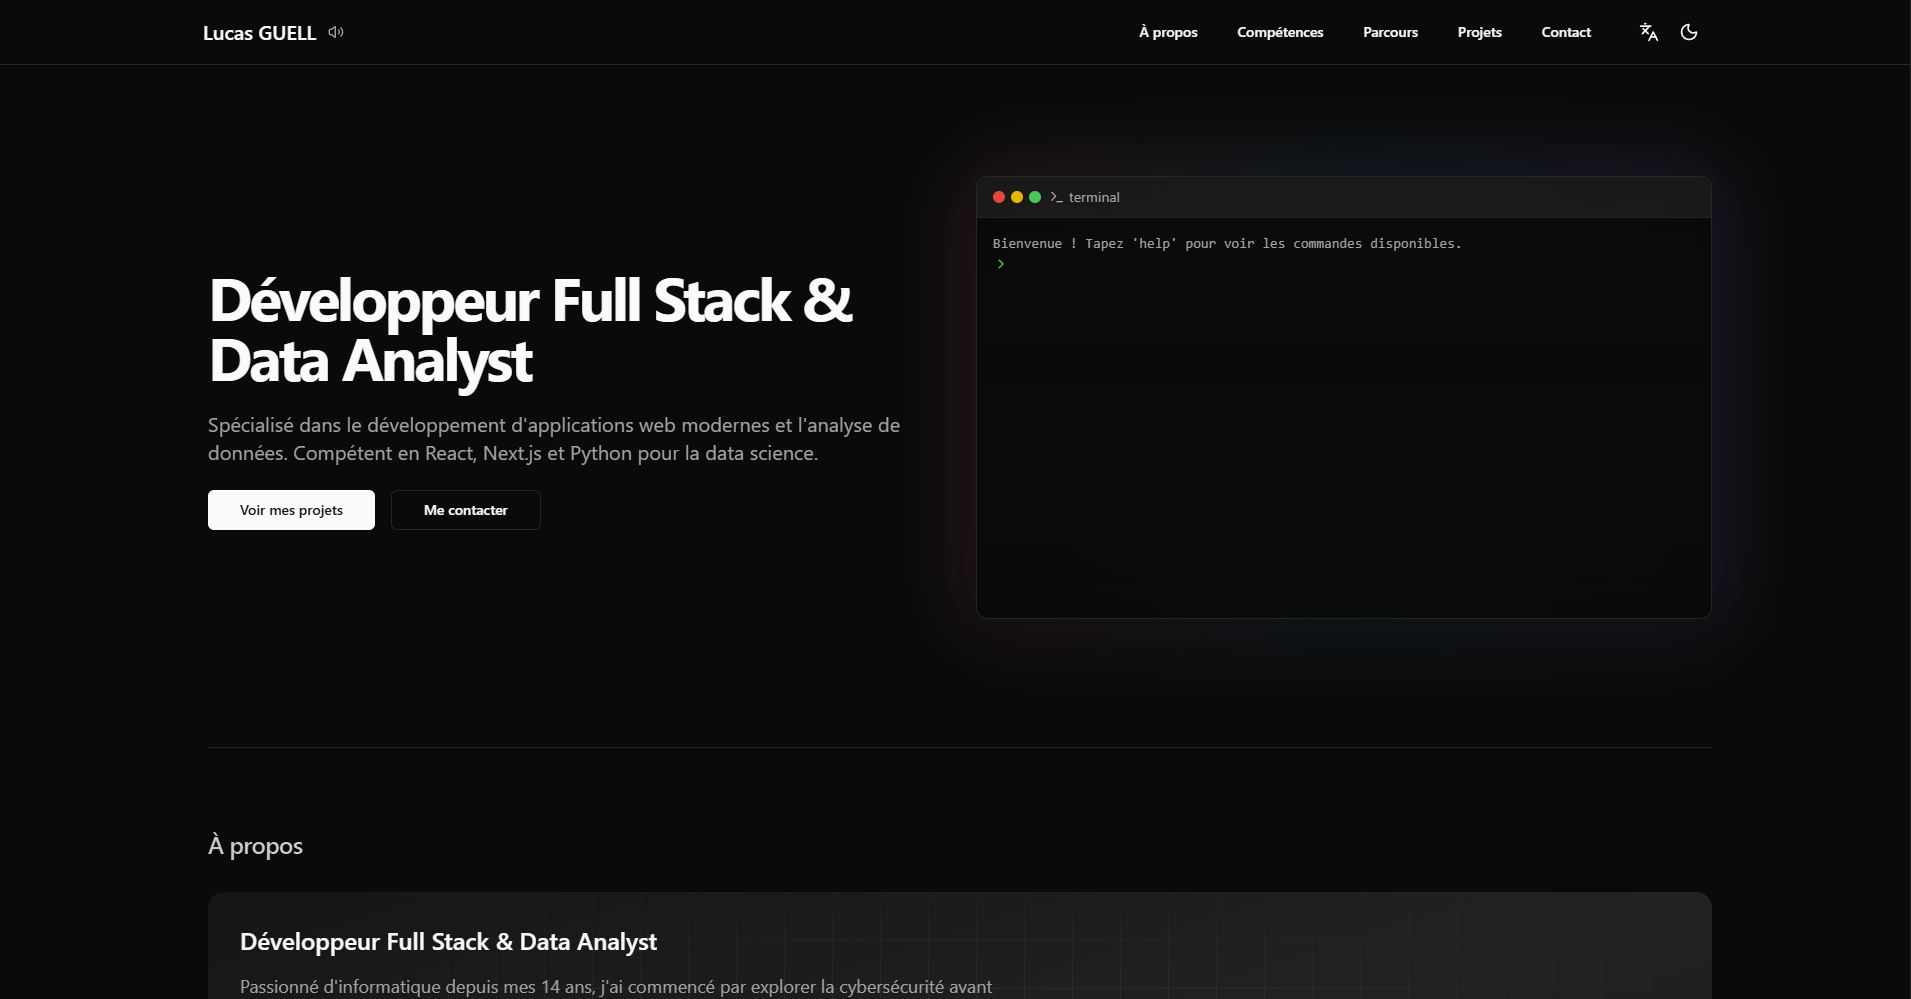 Lucas GUELL
À propos
Compétences
Parcours
Projets
Contact
Développeur Full Stack &
Data Analyst
Spécialisé dans le développement d'applications web modernes et l'analyse de
données. Compétent en React, Next.js et Python pour la data science.
Voir mes projets
Me contacter
terminal
Bienvenue ! Tapez 'help' pour voir les commandes disponibles.
À propos
Développeur Full Stack & Data Analyst
Passionné d'informatique depuis mes 14 ans, j'ai commencé par explorer la cybersécurité avant